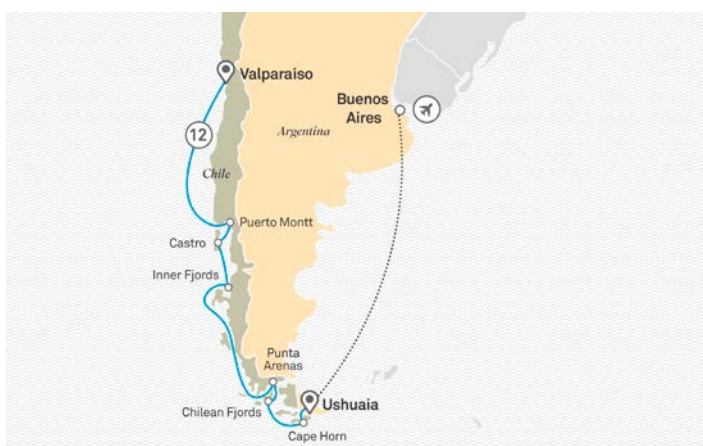 Valparaíso
Buenos
Aires
Argentina
12
Chile
Puerto Montt
Castro
Inner Fjords
Punta
Arenas
Chilean Fjords
Ushuaia
Cape Horn